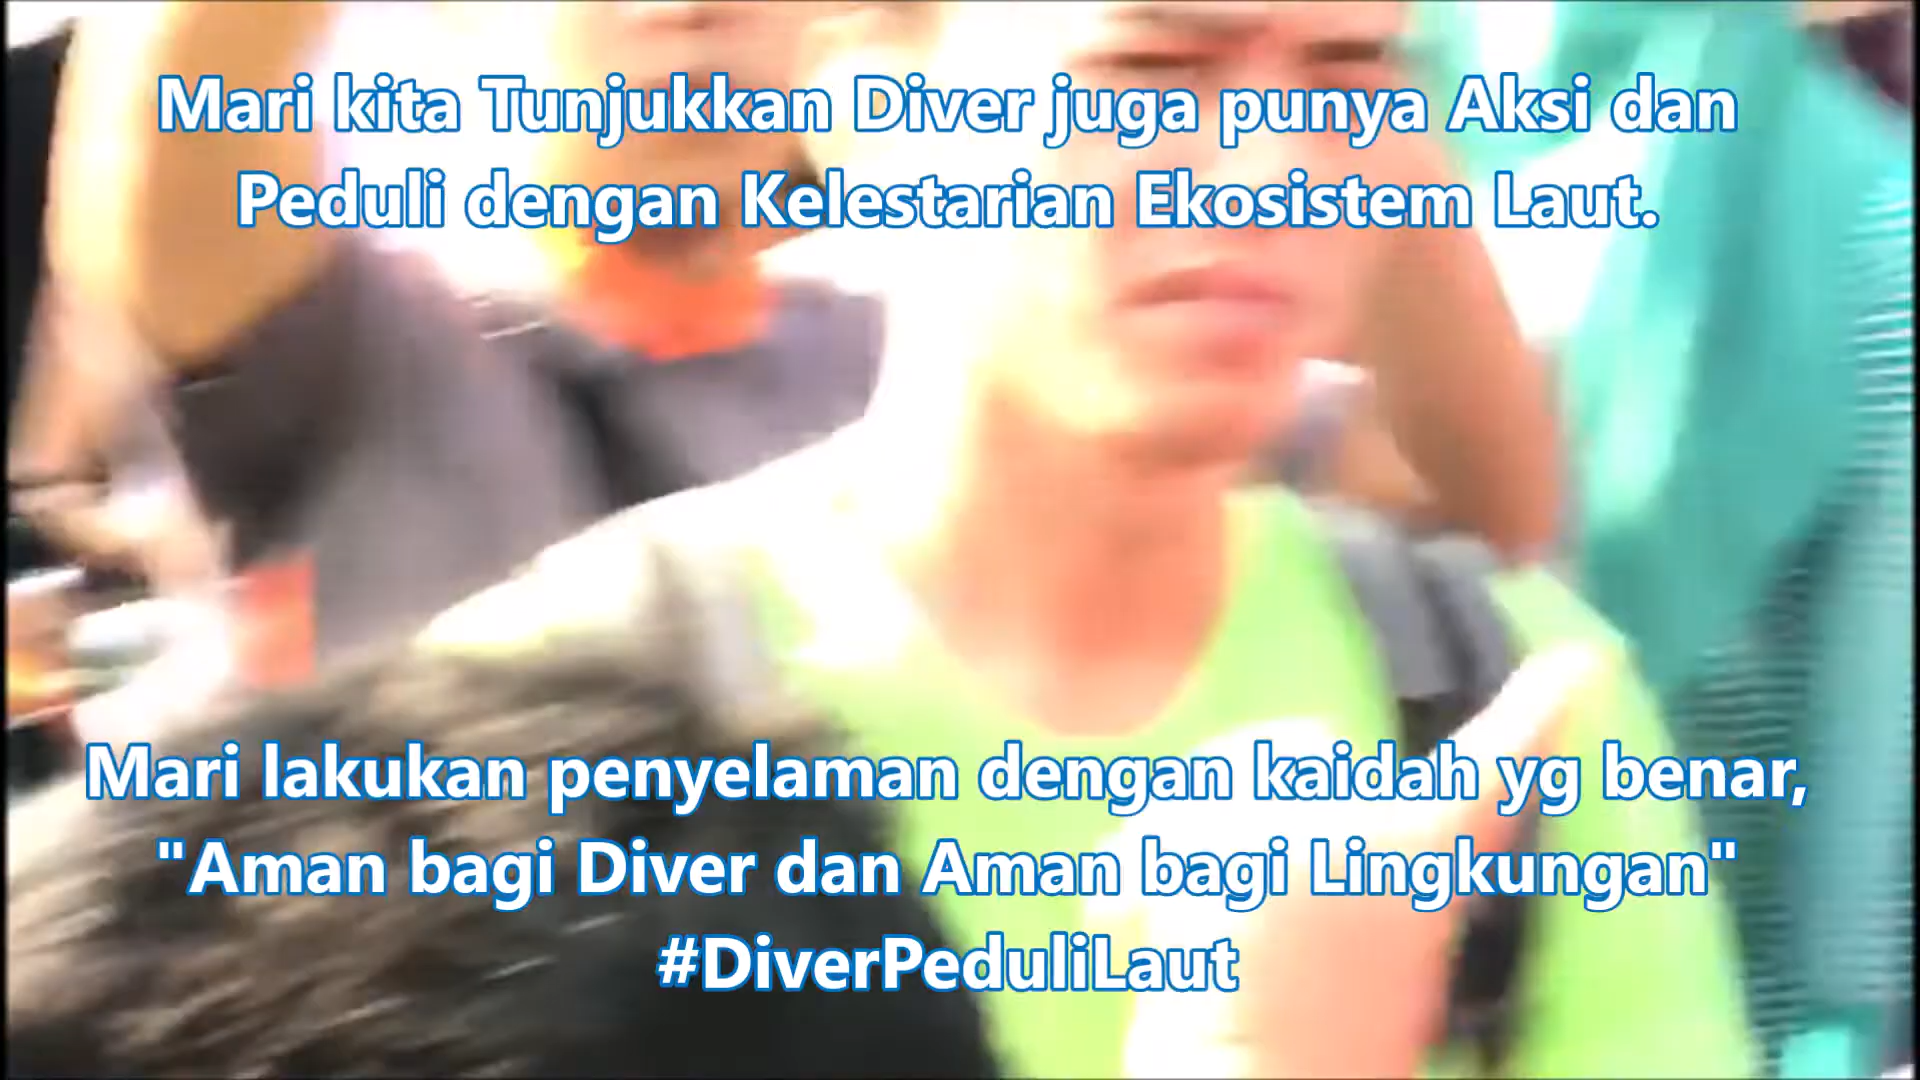 Mari kita Tunjukkan Diver juga punya Aksi dan
Peduli dengan Kelestarian Ekosistem Laut.
Mari lakukan penyelaman dengan kaidah yg benar,
"Aman bagi Diver dan Aman bagi Lingkungan"
#DiverPeduliLaut